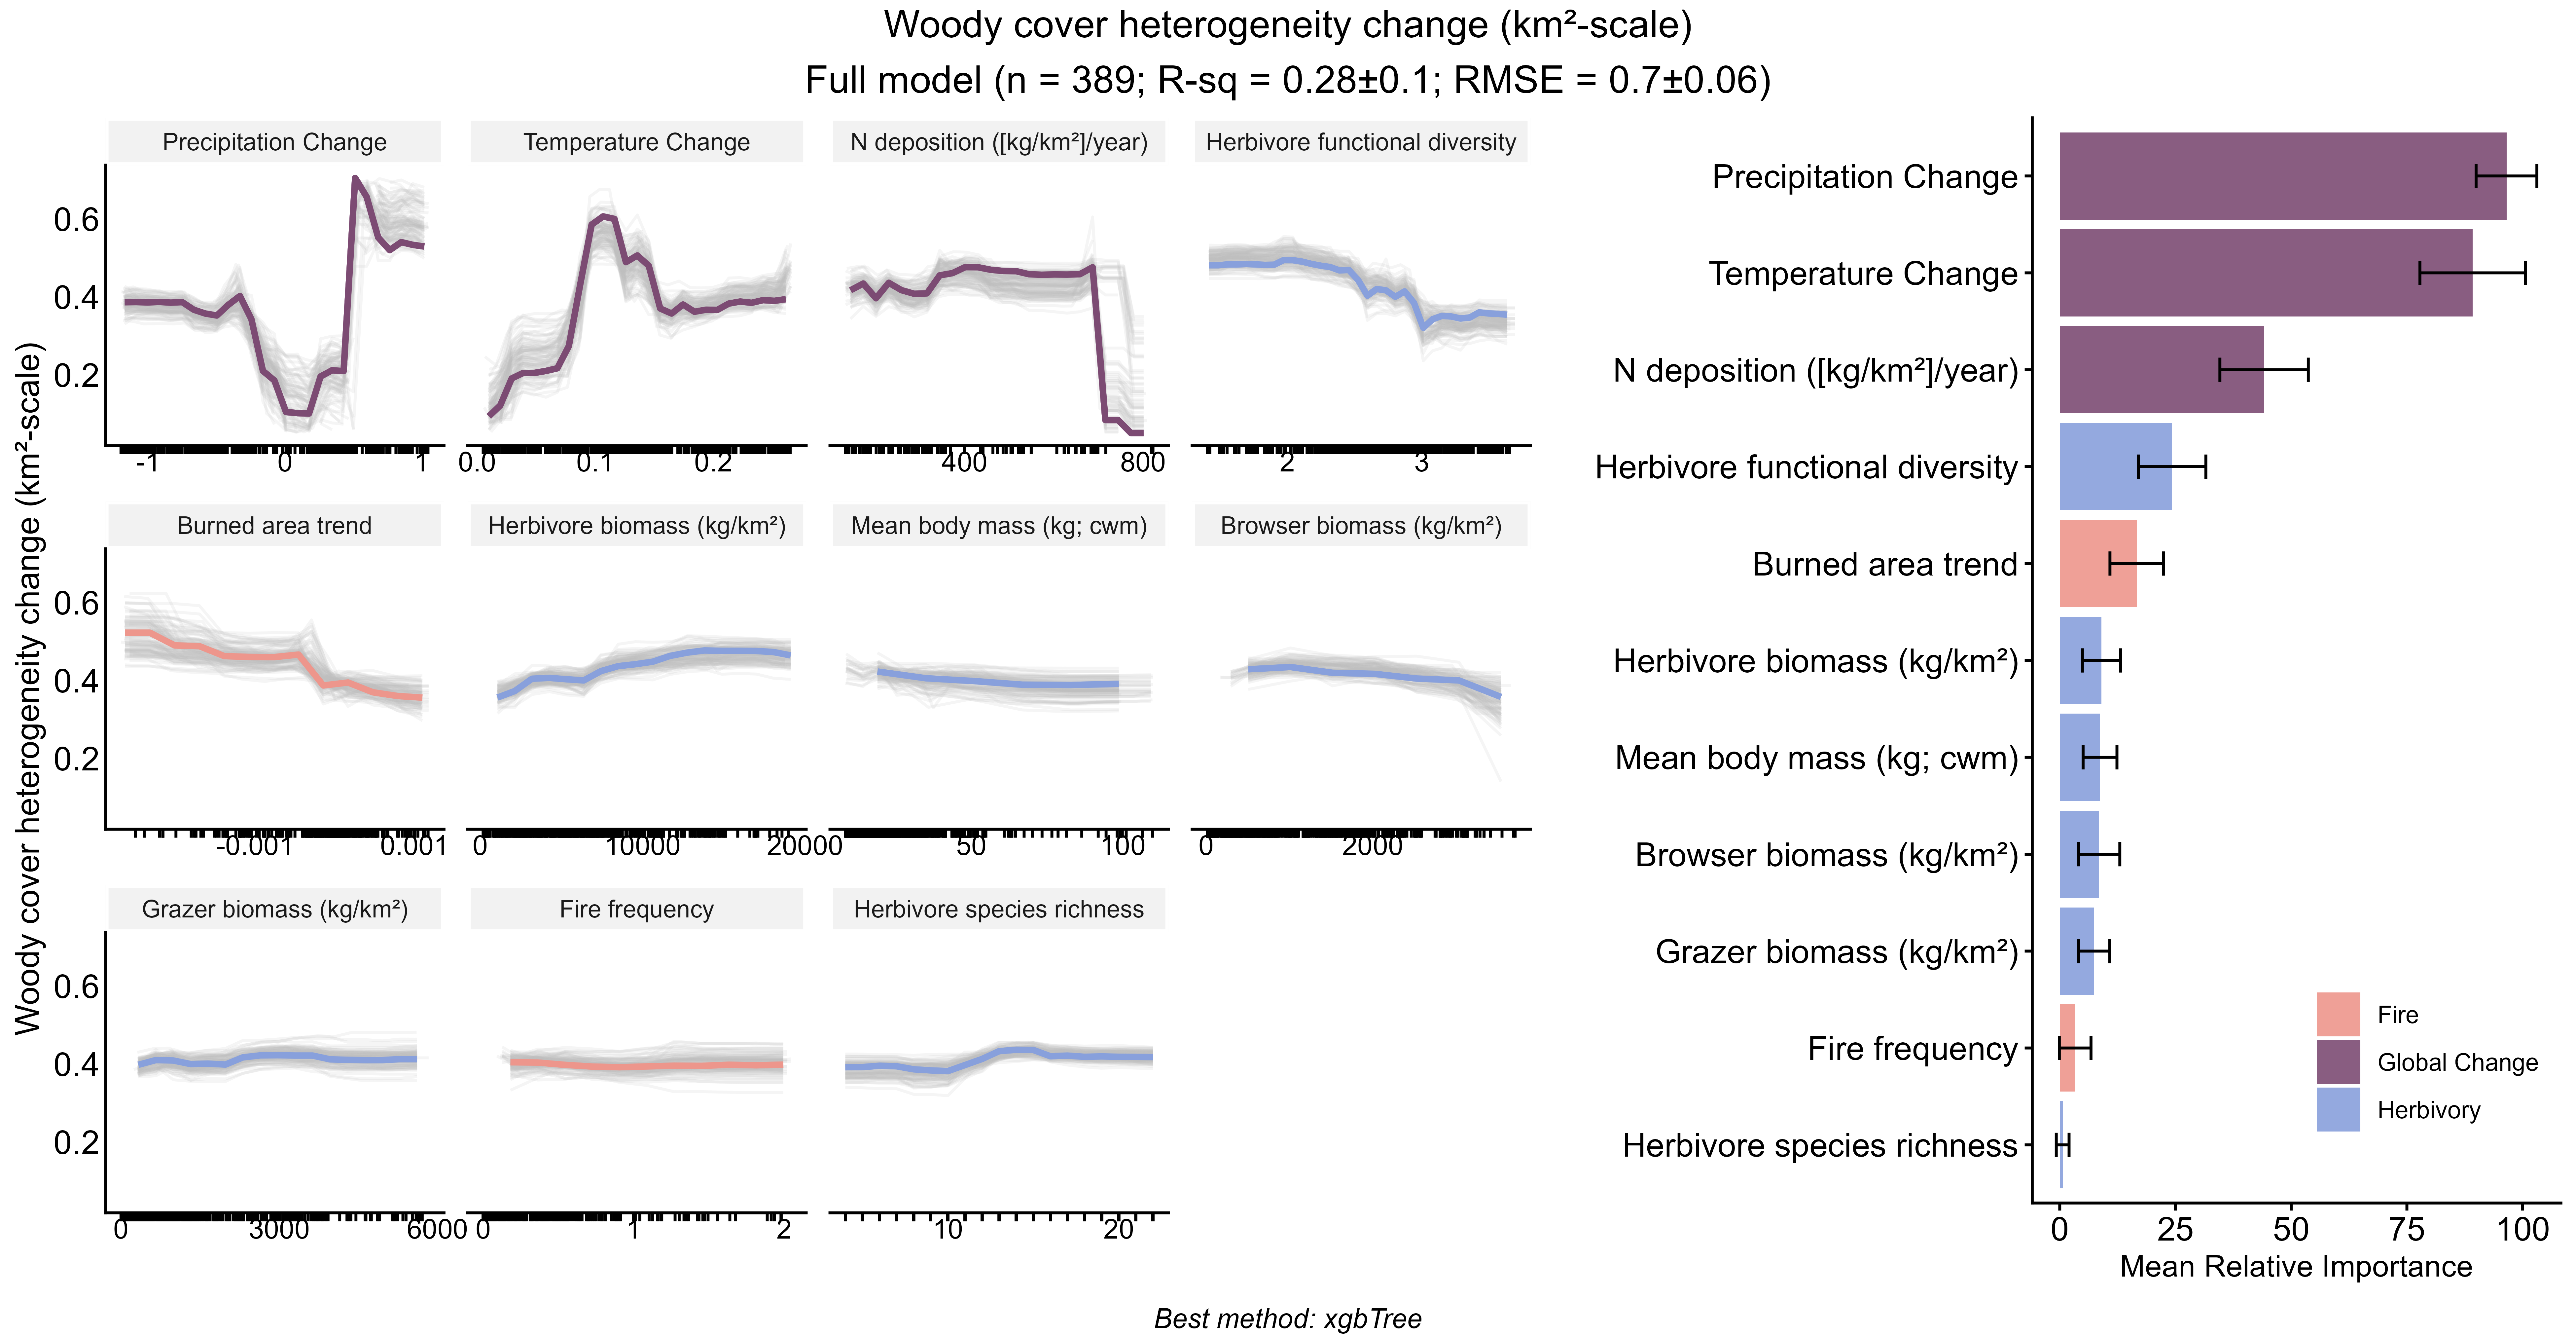 Woody cover heterogeneity change (km²-scale)
Full model (n = 389; R-sq = 0.28±0.1; RMSE = 0.7±0.06)
Woody cover heterogeneity change (km²-scale)
Precipitation Change
Temperature Change
N deposition ([kg/km²]/year)
Herbivore functional diversity
0.6
0.4
0.2
-1 0 1
0.0 0.1 0.2
400 800
2 3
Burned area trend
Herbivore biomass (kg/km²)
Mean body mass (kg; cwm)
Browser biomass (kg/km²)
0.6
0.4
0.2
-0.001 0.001
0 10000 20000
50 100
0 2000
Grazer biomass (kg/km²)
Fire frequency
Herbivore species richness
0.6
0.4
0.2
0 3000 6000
0 1 2
10 20
Precipitation Change
Temperature Change
N deposition ([kg/km²]/year)
Herbivore functional diversity
Burned area trend
Herbivore biomass (kg/km²)
Mean body mass (kg; cwm)
Browser biomass (kg/km²)
Grazer biomass (kg/km²)
Fire frequency
Herbivore species richness
Fire
Global Change
Herbivory
0 25 50 75 100
Mean Relative Importance
Best method: xgbTree